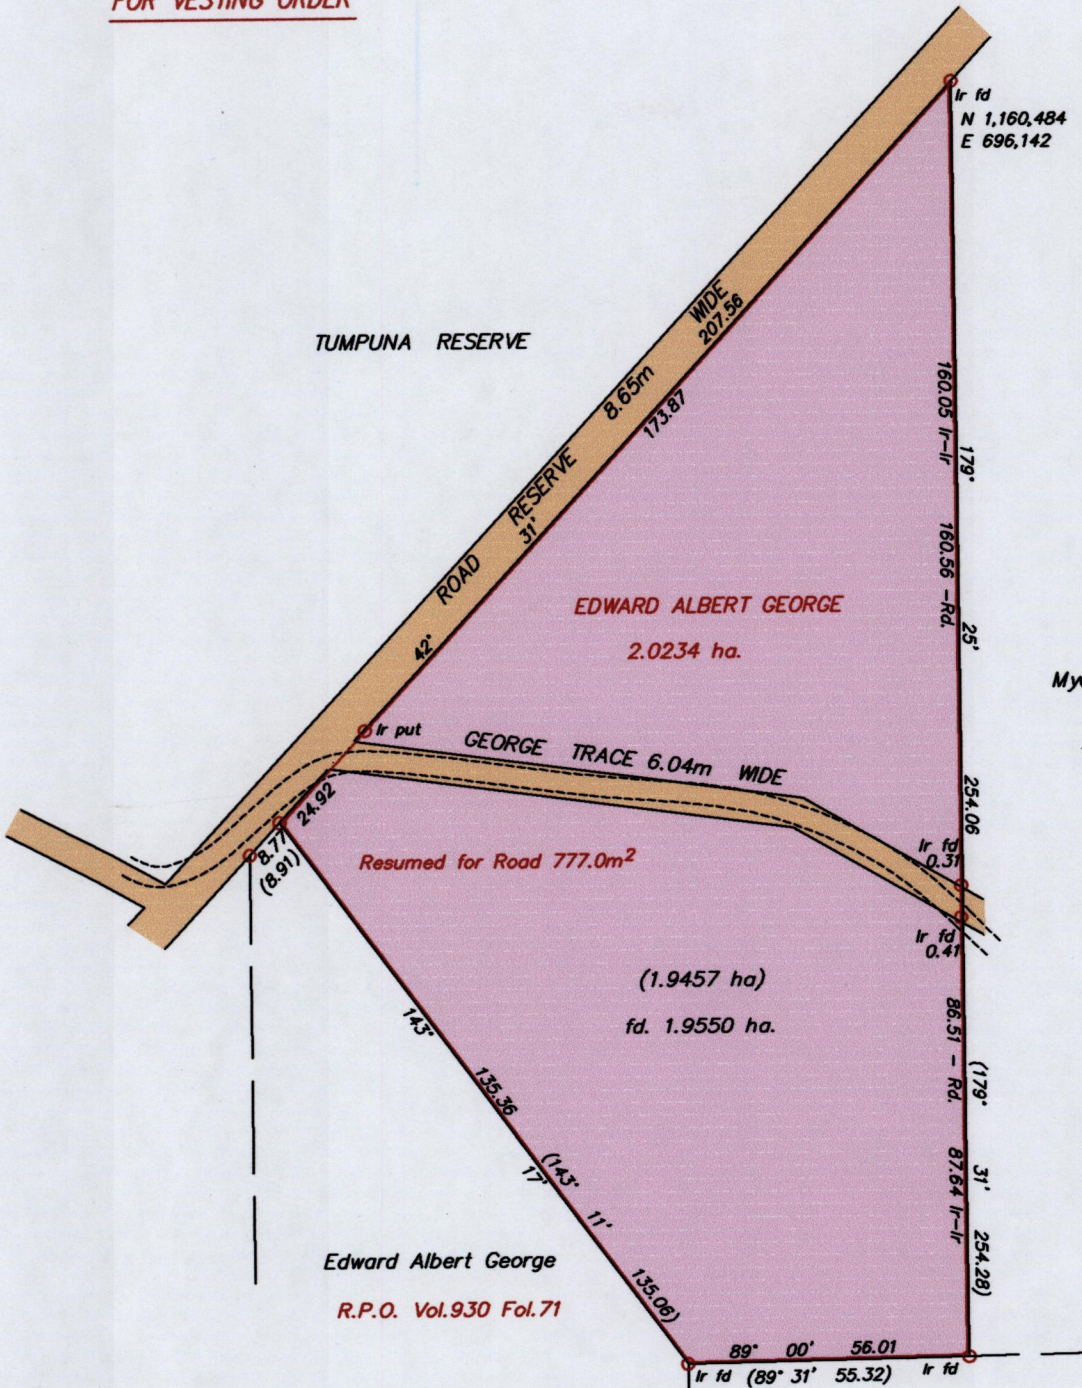 FOR VESTING ORDER
Ir fd
N 1,160,484
E 696,142
TUMPUNA RESERVE
ROAD RESERVE 8.65m WIDE
207.56
173.87
42° 31'
160.05 Ir-Ir
160.56 -Rd.
179° 25' 254.06
EDWARD ALBERT GEORGE
2.0234 ha.
Ir put
GEORGE TRACE 6.04m WIDE
24.92
8.77
(8.91)
Resumed for Road 777.0m²
Ir fd
0.31
Ir fd
0.41
(1.9457 ha)
fd. 1.9550 ha.
86.51 - Rd.
87.64 Ir-Ir
(179° 31' 254.28)
143° 17'
135.36
(143° 11' 135.06)
Edward Albert George
R.P.O. Vol.930 Fol.71
89° 00' 56.01
Ir fd (89° 31' 55.32) Ir fd